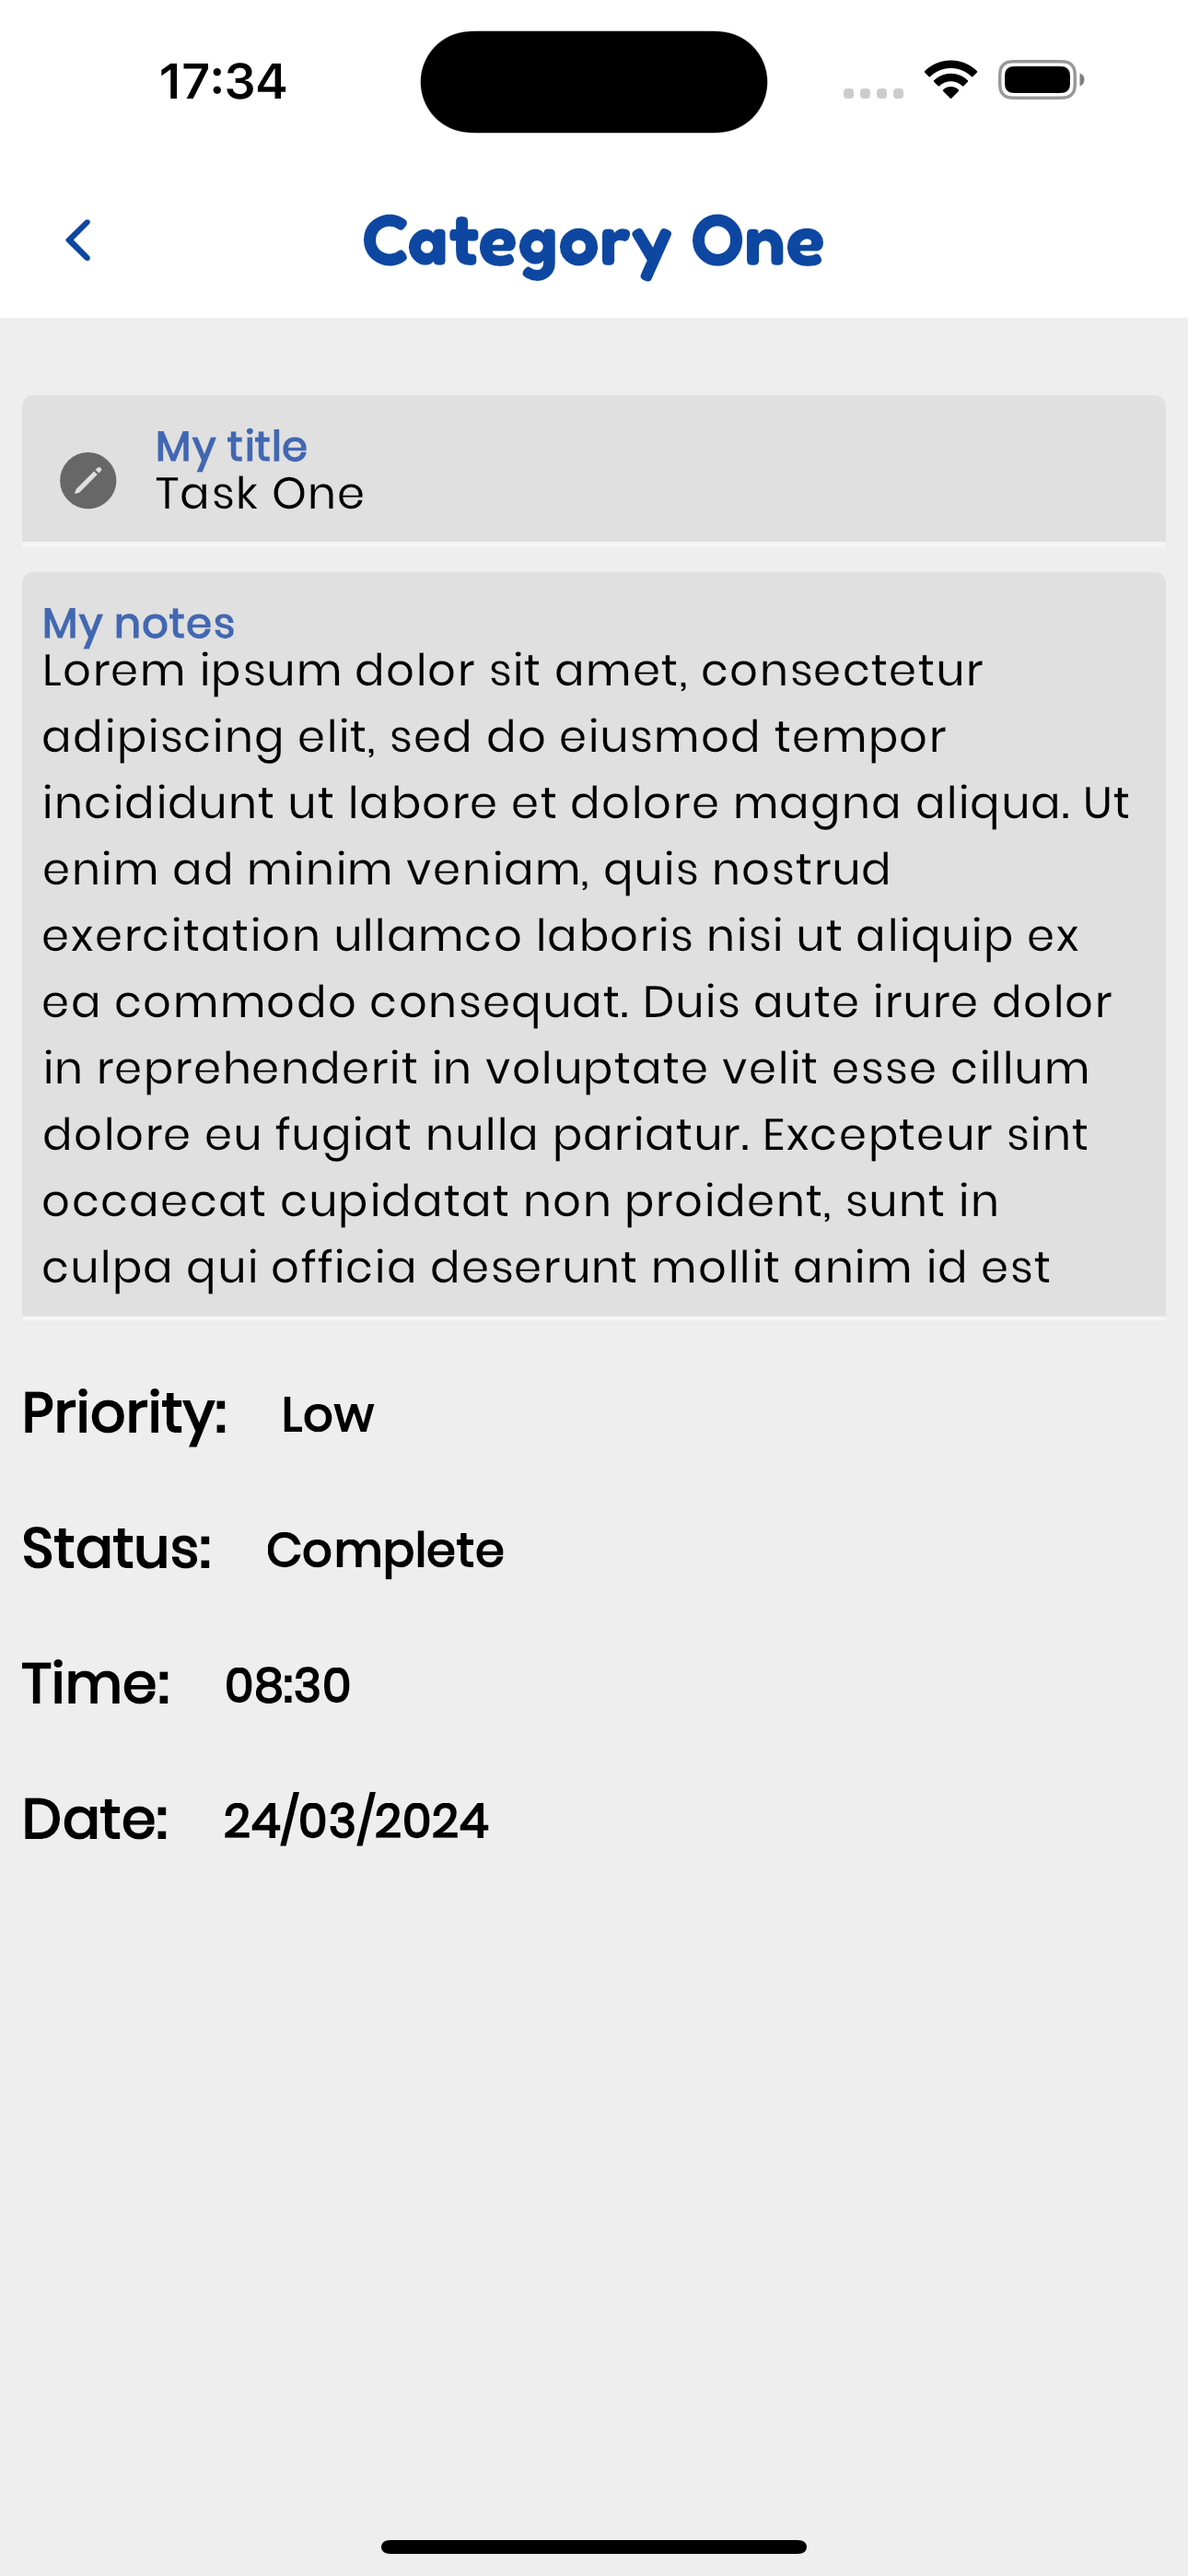 17:34
Category One
My title
Task One
My notes
Lorem ipsum dolor sit amet, consectetur
adipiscing elit, sed do eiusmod tempor
incididunt ut labore et dolore magna aliqua. Ut
enim ad minim veniam, quis nostrud
exercitation ullamco laboris nisi ut aliquip ex
ea commodo consequat. Duis aute irure dolor
in reprehenderit in voluptate velit esse cillum
dolore eu fugiat nulla pariatur. Excepteur sint
occaecat cupidatat non proident, sunt in
culpa qui officia deserunt mollit anim id est
Priority: Low
Status: Complete
Time: 08:30
Date: 24/03/2024